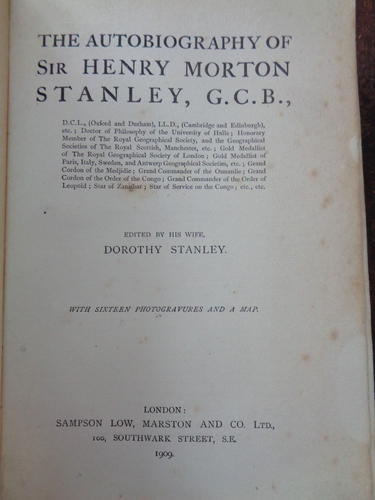 THE AUTOBIOGRAPHY OF
SIR HENRY MORTON
STANLEY, G.C.B.,
D.C.L., (Oxford and Durham), LL.D., (Cambridge and Edinburgh),
etc.; Doctor of Philosophy of the University of Halle; Honorary
Member of The Royal Geographical Society, and the Geographical
Societies of The Royal Scottish, Manchester, etc.; Gold Medallist
of The Royal Geographical Society of London; Gold Medallist of
Paris, Italy, Sweden, and Antwerp Geographical Societies, etc.; Grand
Cordon of the Medjidie; Grand Commander of the Osmanlie; Grand
Cordon of the Order of the Congo; Grand Commander of the Order of
Leopold; Star of Zanzibar; Star of Service on the Congo; etc., etc.
EDITED BY HIS WIFE,
DOROTHY STANLEY.
WITH SIXTEEN PHOTOGRAVURES AND A MAP.
LONDON:
SAMPSON LOW, MARSTON AND CO. LTD.,
100, SOUTHWARK STREET, S.E.
1909.